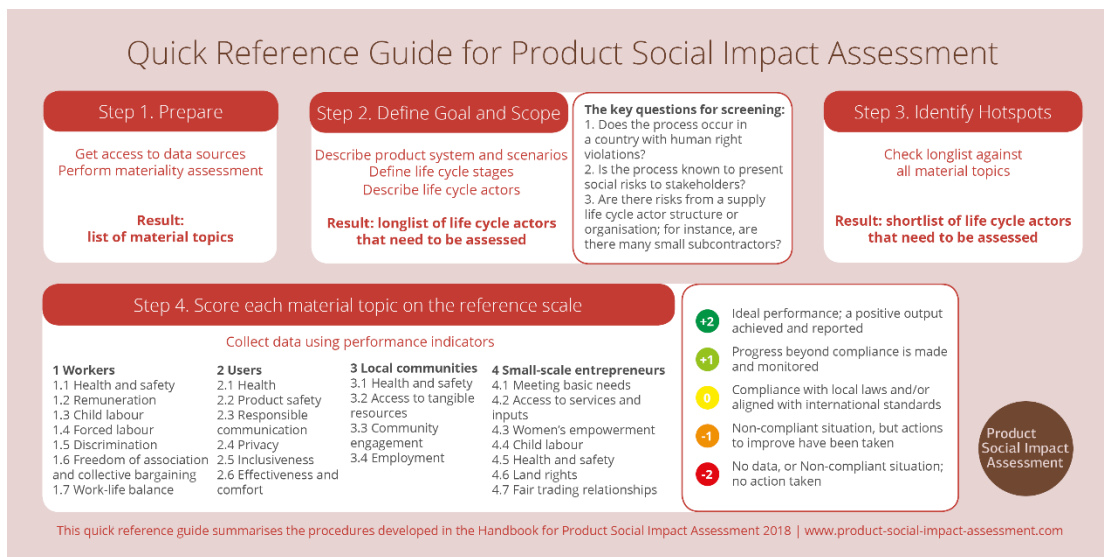 Quick Reference Guide for Product Social Impact Assessment
Step 1. Prepare
Get access to data sources
Perform materiality assessment
Result:
list of material topics
Step 2. Define Goal and Scope
Describe product system and scenarios
Define life cycle stages
Describe life cycle actors
Result: longlist of life cycle actors
that need to be assessed
The key questions for screening:
1. Does the process occur in
a country with human right
violations?
2. Is the process known to present
social risks to stakeholders?
3. Are there risks from a supply
life cycle actor structure or
organisation; for instance, are
there many small subcontractors?
Step 3. Identify Hotspots
Check longlist against
all material topics
Result: shortlist of life cycle actors
that need to be assessed
Step 4. Score each material topic on the reference scale
Collect data using performance indicators
1 Workers
1.1 Health and safety
1.2 Remuneration
1.3 Child labour
1.4 Forced labour
1.5 Discrimination
1.6 Freedom of association
and collective bargaining
1.7 Work-life balance
2 Users
2.1 Health
2.2 Product safety
2.3 Responsible
communication
2.4 Privacy
2.5 Inclusiveness
2.6 Effectiveness and
comfort
3 Local communities
3.1 Health and safety
3.2 Access to tangible
resources
3.3 Community
engagement
3.4 Employment
4 Small-scale entrepreneurs
4.1 Meeting basic needs
4.2 Access to services and
inputs
4.3 Women's empowerment
4.4 Child labour
4.5 Health and safety
4.6 Land rights
4.7 Fair trading relationships
+2 Ideal performance; a positive output
achieved and reported
+1 Progress beyond compliance is made
and monitored
0 Compliance with local laws and/or
aligned with international standards
-1 Non-compliant situation, but actions
to improve have been taken
-2 No data, or Non-compliant situation;
no action taken
Product
Social Impact
Assessment
This quick reference guide summarises the procedures developed in the Handbook for Product Social Impact Assessment 2018 | www.product-social-impact-assessment.com